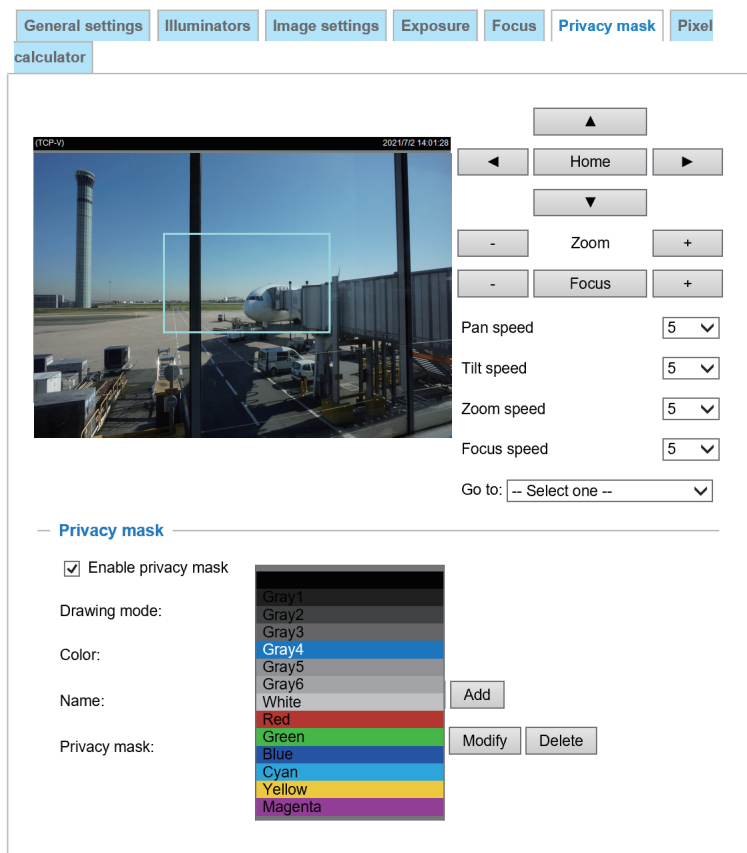 General settings
Illuminators
Image settings
Exposure
Focus
Privacy mask
Pixel calculator
(TCP-V)
2021/7/2 14:01:28
▲
◄
Home
►
▼
-
Zoom
+
-
Focus
+
Pan speed
5
Tilt speed
5
Zoom speed
5
Focus speed
5
Go to:
-- Select one --
Privacy mask
Enable privacy mask
Drawing mode:
Color:
Name:
Privacy mask:
Gray1
Gray2
Gray3
Gray4
Gray5
Gray6
White
Red
Green
Blue
Cyan
Yellow
Magenta
Add
Modify
Delete